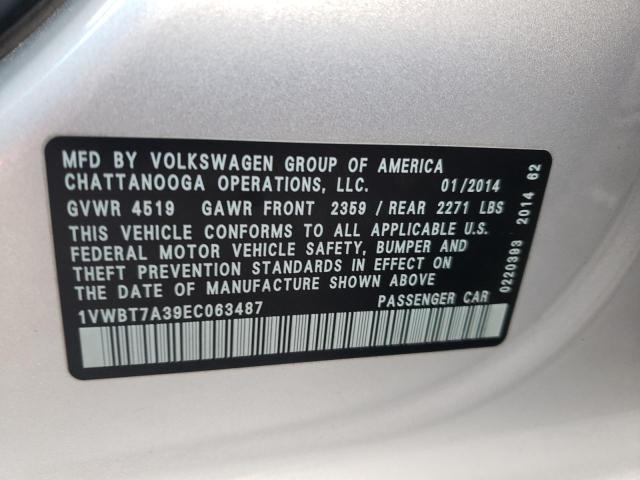 MFD BY VOLKSWAGEN GROUP OF AMERICA
CHATTANOOGA OPERATIONS, LLC. 01/2014
GVWR 4519 GAWR FRONT 2359 / REAR 2271 LBS
THIS VEHICLE CONFORMS TO ALL APPLICABLE U.S.
FEDERAL MOTOR VEHICLE SAFETY, BUMPER AND
THEFT PREVENTION STANDARDS IN EFFECT ON
THE DATE OF MANUFACTURE SHOWN ABOVE
1VWBT7A39EC063487 PASSENGER CAR
0220393 2014 62